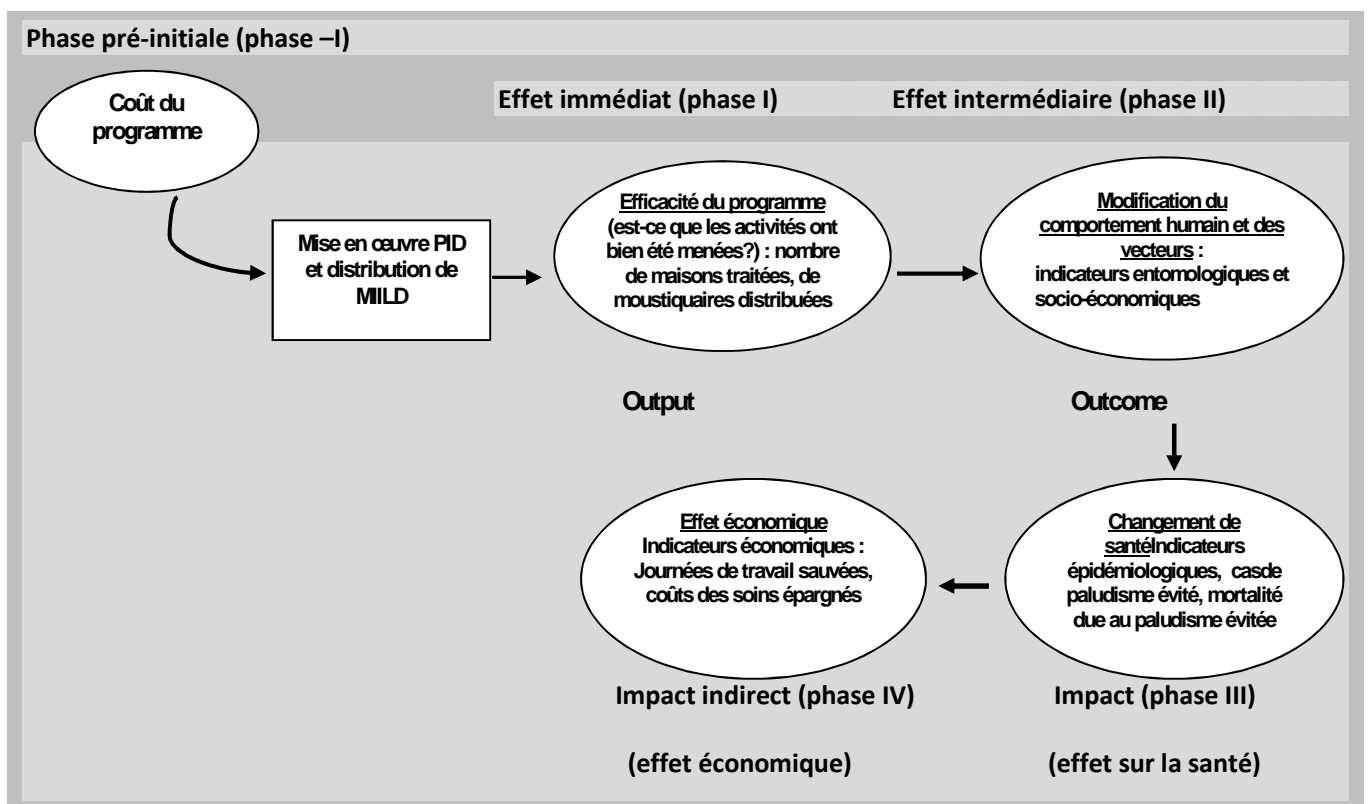 Phase pré-initiale (phase –I)
Coût du
programme
Effet immédiat (phase I)
Effet intermédiaire (phase II)
Mise en œuvre PID
et distribution de
MIILD
Efficacité du programme
(est-ce que les activités ont
bien été menées?) : nombre
de maisons traitées, de
moustiquaires distribuées
Modification du
comportement humain et des
vecteurs :
indicateurs entomologiques et
socio-économiques
Output
Outcome
Effet économique
Indicateurs économiques :
Journées de travail sauvées,
coûts des soins épargnés
Changement de
santéIndicateurs
épidémiologiques, casde
paludisme évité, mortalité
due au paludisme évitée
Impact indirect (phase IV)
(effet économique)
Impact (phase III)
(effet sur la santé)